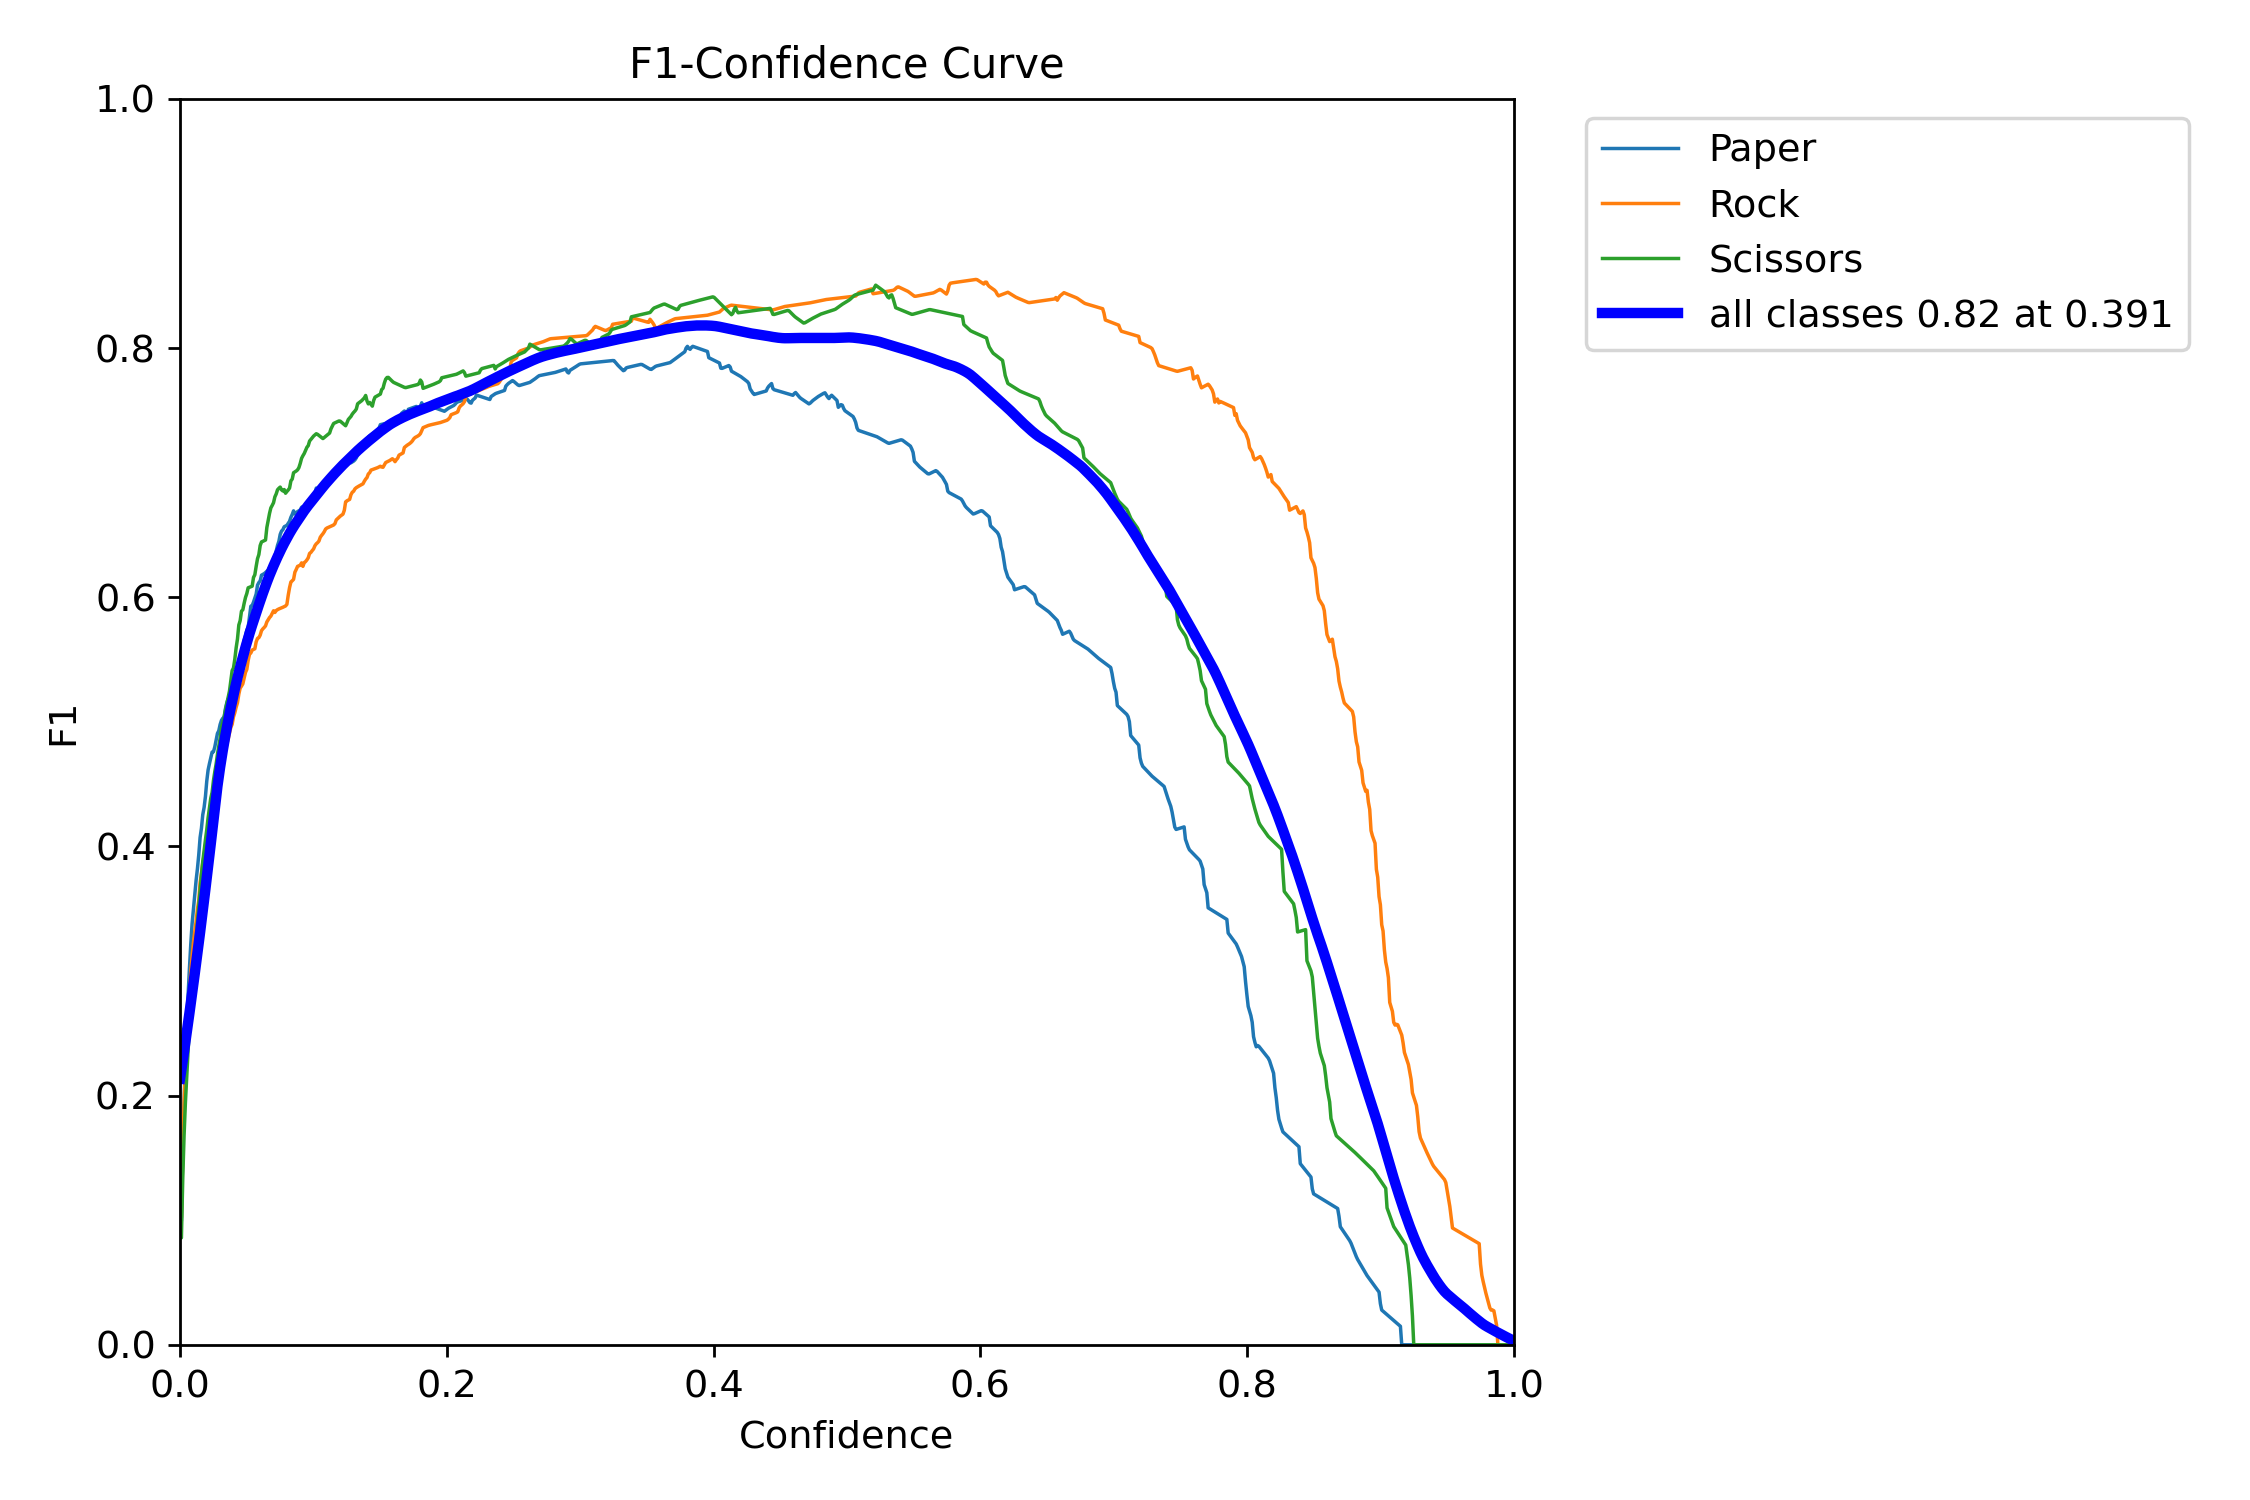 F1-Confidence Curve
1.0
0.8
0.6
0.4
0.2
0.0
F1
0.0 0.2 0.4 0.6 0.8 1.0
Confidence
Paper
Rock
Scissors
all classes 0.82 at 0.391